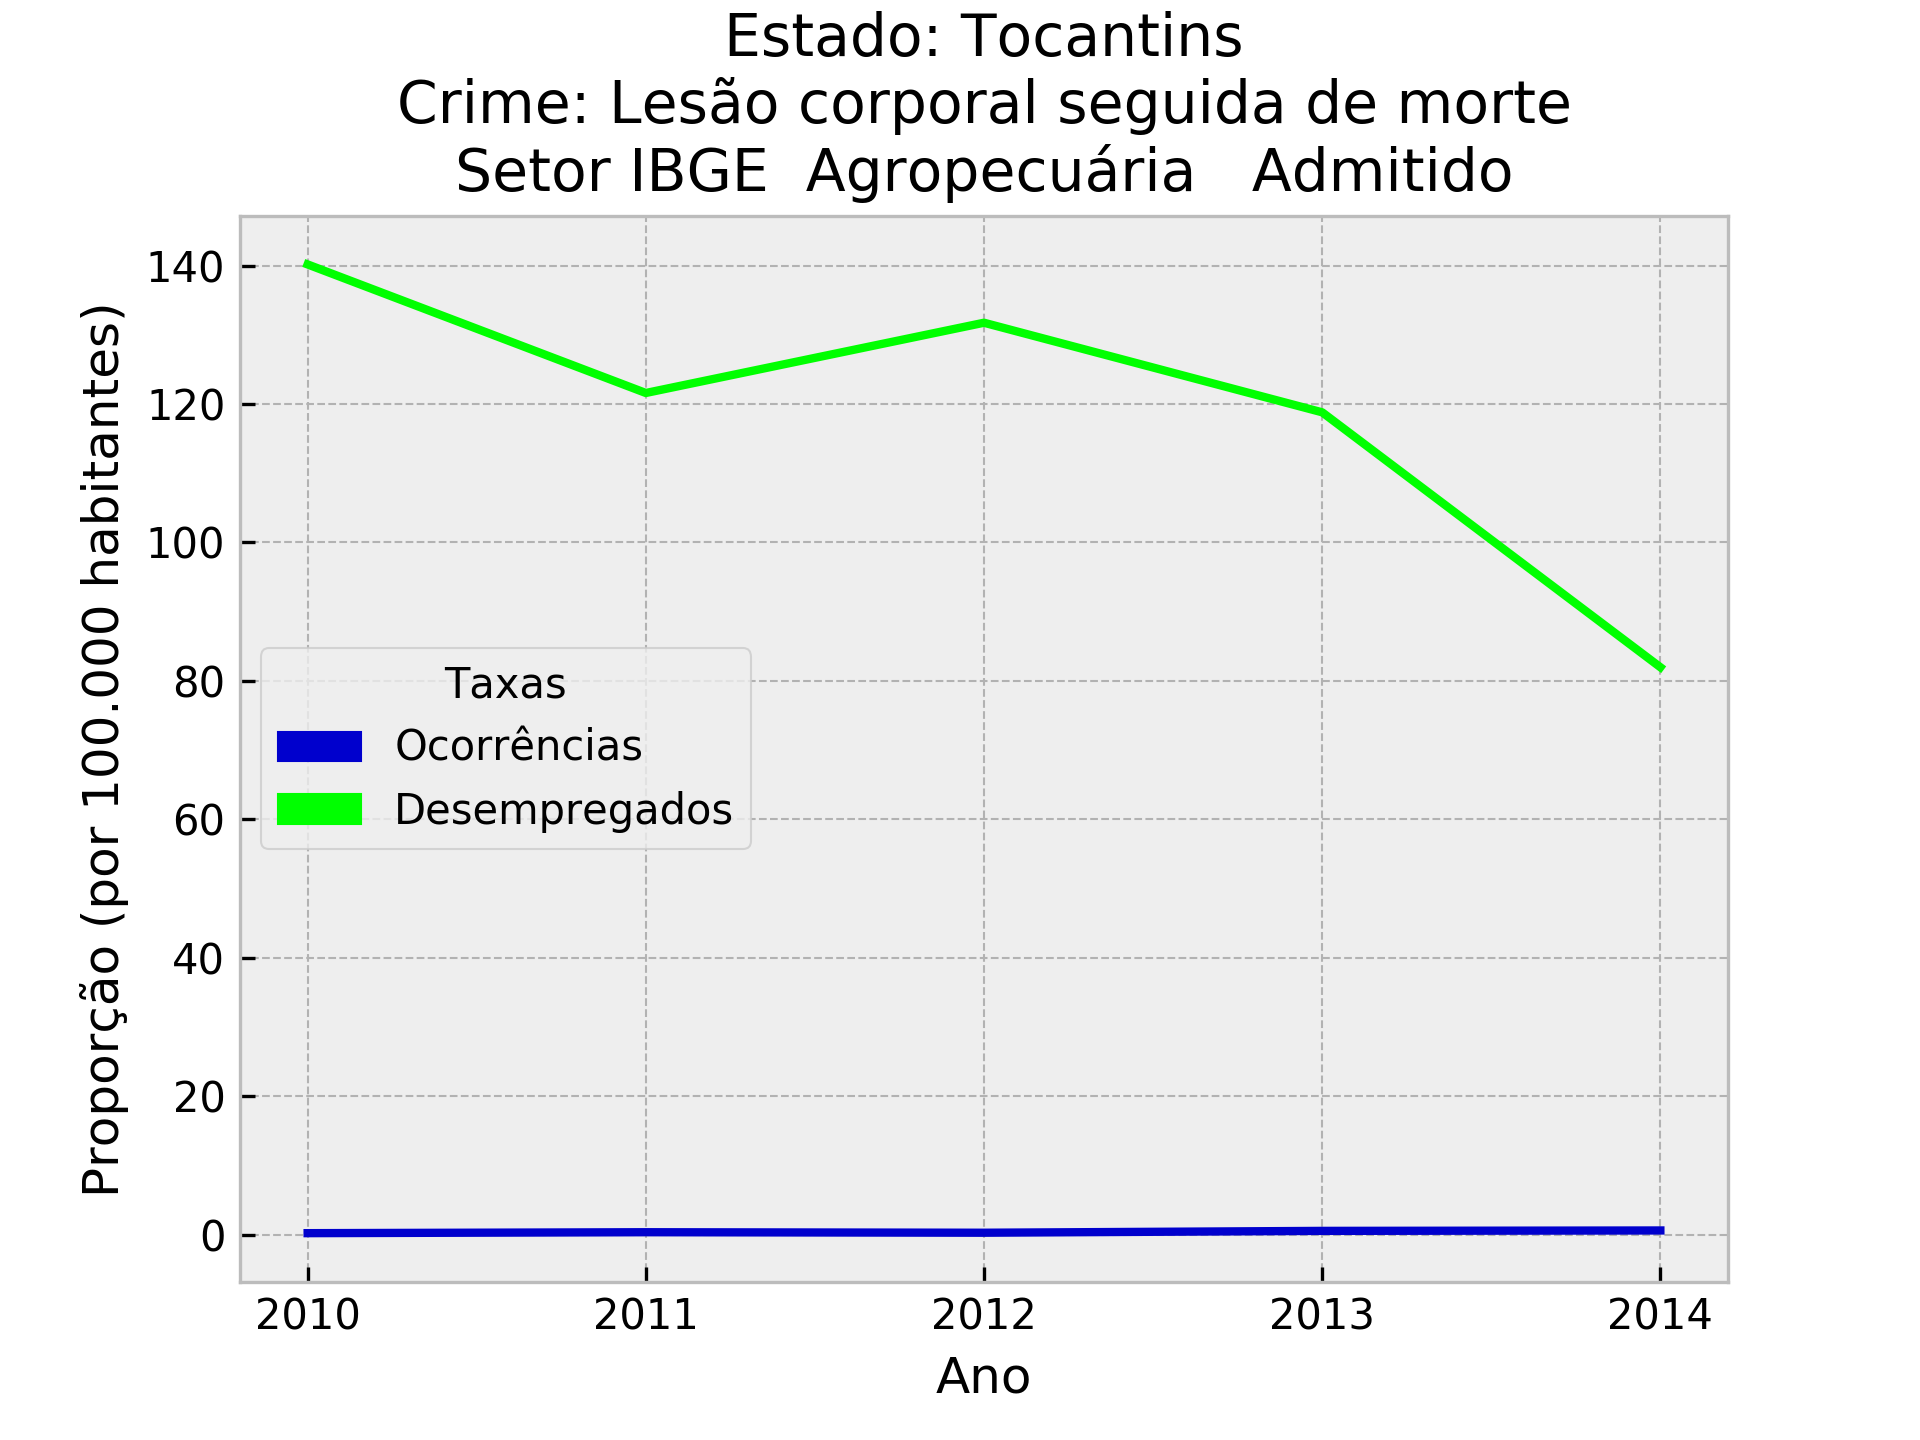 Estado: Tocantins
Crime: Lesão corporal seguida de morte
Setor IBGE  Agropecuária   Admitido
Proporção (por 100.000 habitantes)
140
120
100
80
60
40
20
0
Taxas
Ocorrências
Desempregados
2010 2011 2012 2013 2014
Ano